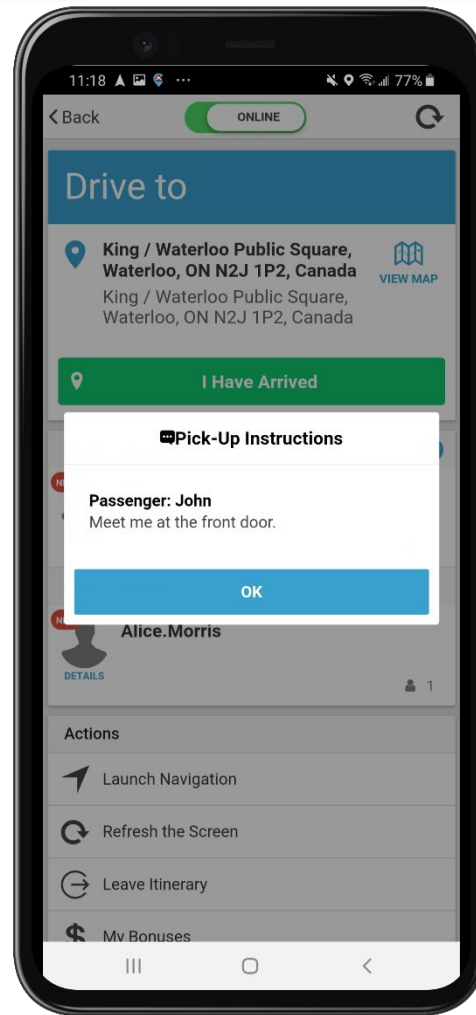 11:18 77%
Back ONLINE
Drive to
King / Waterloo Public Square,
Waterloo, ON N2J 1P2, Canada
VIEW MAP
King / Waterloo Public Square,
Waterloo, ON N2J 1P2, Canada
I Have Arrived
Pick-Up Instructions
Passenger: John
Meet me at the front door.
OK
Alice.Morris
DETAILS
1
Actions
Launch Navigation
Refresh the Screen
Leave Itinerary
My Bonuses